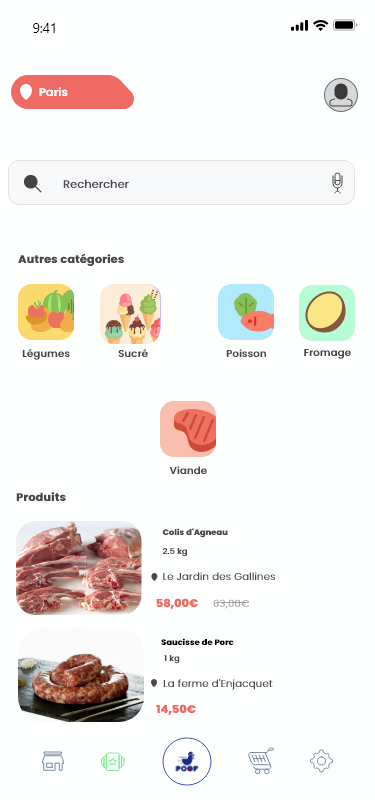 9:41
Paris
Rechercher
Autres catégories
Légumes
Sucré
Poisson
Fromage
Viande
Produits
Colis d'Agneau
2.5 kg
Le Jardin des Gallines
58,00€ 83,00€
Saucisse de Porc
1 kg
La ferme d'Enjacquet
14,50€
POOP